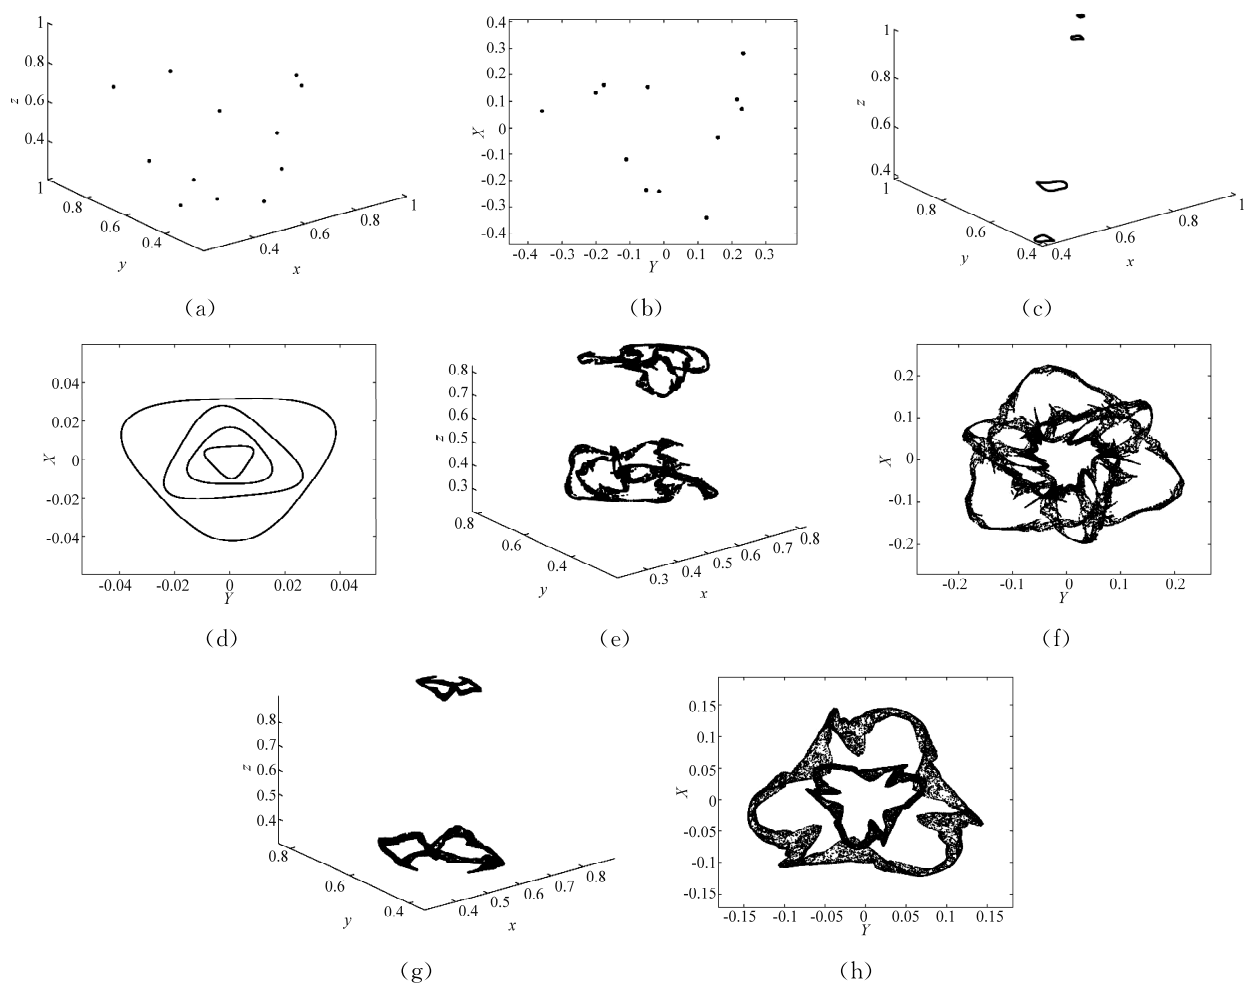 1
0.8
z
0.6
0.4
1
0.8
0.6
0.4
y
0.4
0.6
0.8
1
x
(a)
0.4
0.3
0.2
0.1
X
0
-0.1
-0.2
-0.3
-0.4
-0.4 -0.3 -0.2 -0.1 0 0.1 0.2 0.3
Y
(b)
1
0.8
z
0.6
0.4
1
0.8
0.6
0.4
y
0.4
0.6
0.8
1
x
(c)
0.04
0.02
X
0
-0.02
-0.04
-0.04 -0.02 0 0.02 0.04
Y
(d)
0.8
0.7
0.6
z
0.5
0.4
0.3
0.8
0.6
0.4
y
0.3 0.4 0.5 0.6 0.7 0.8
x
(e)
0.2
0.1
X
0
-0.1
-0.2
-0.2 -0.1 0 0.1 0.2
Y
(f)
0.8
0.7
z
0.6
0.5
0.4
0.8
0.6
0.4
y
0.4 0.5 0.6 0.7 0.8
x
(g)
0.15
0.10
0.05
X
0
-0.05
-0.1
-0.15
-0.15 -0.1 -0.05 0 0.05 0.1 0.15
Y
(h)